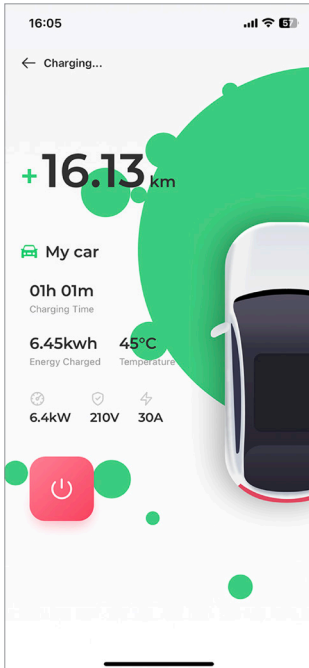 16:05
57
Charging...
+16.13 km
My car
01h 01m
Charging Time
6.45kwh 45°C
Energy Charged Temperature
6.4kW 210V 30A